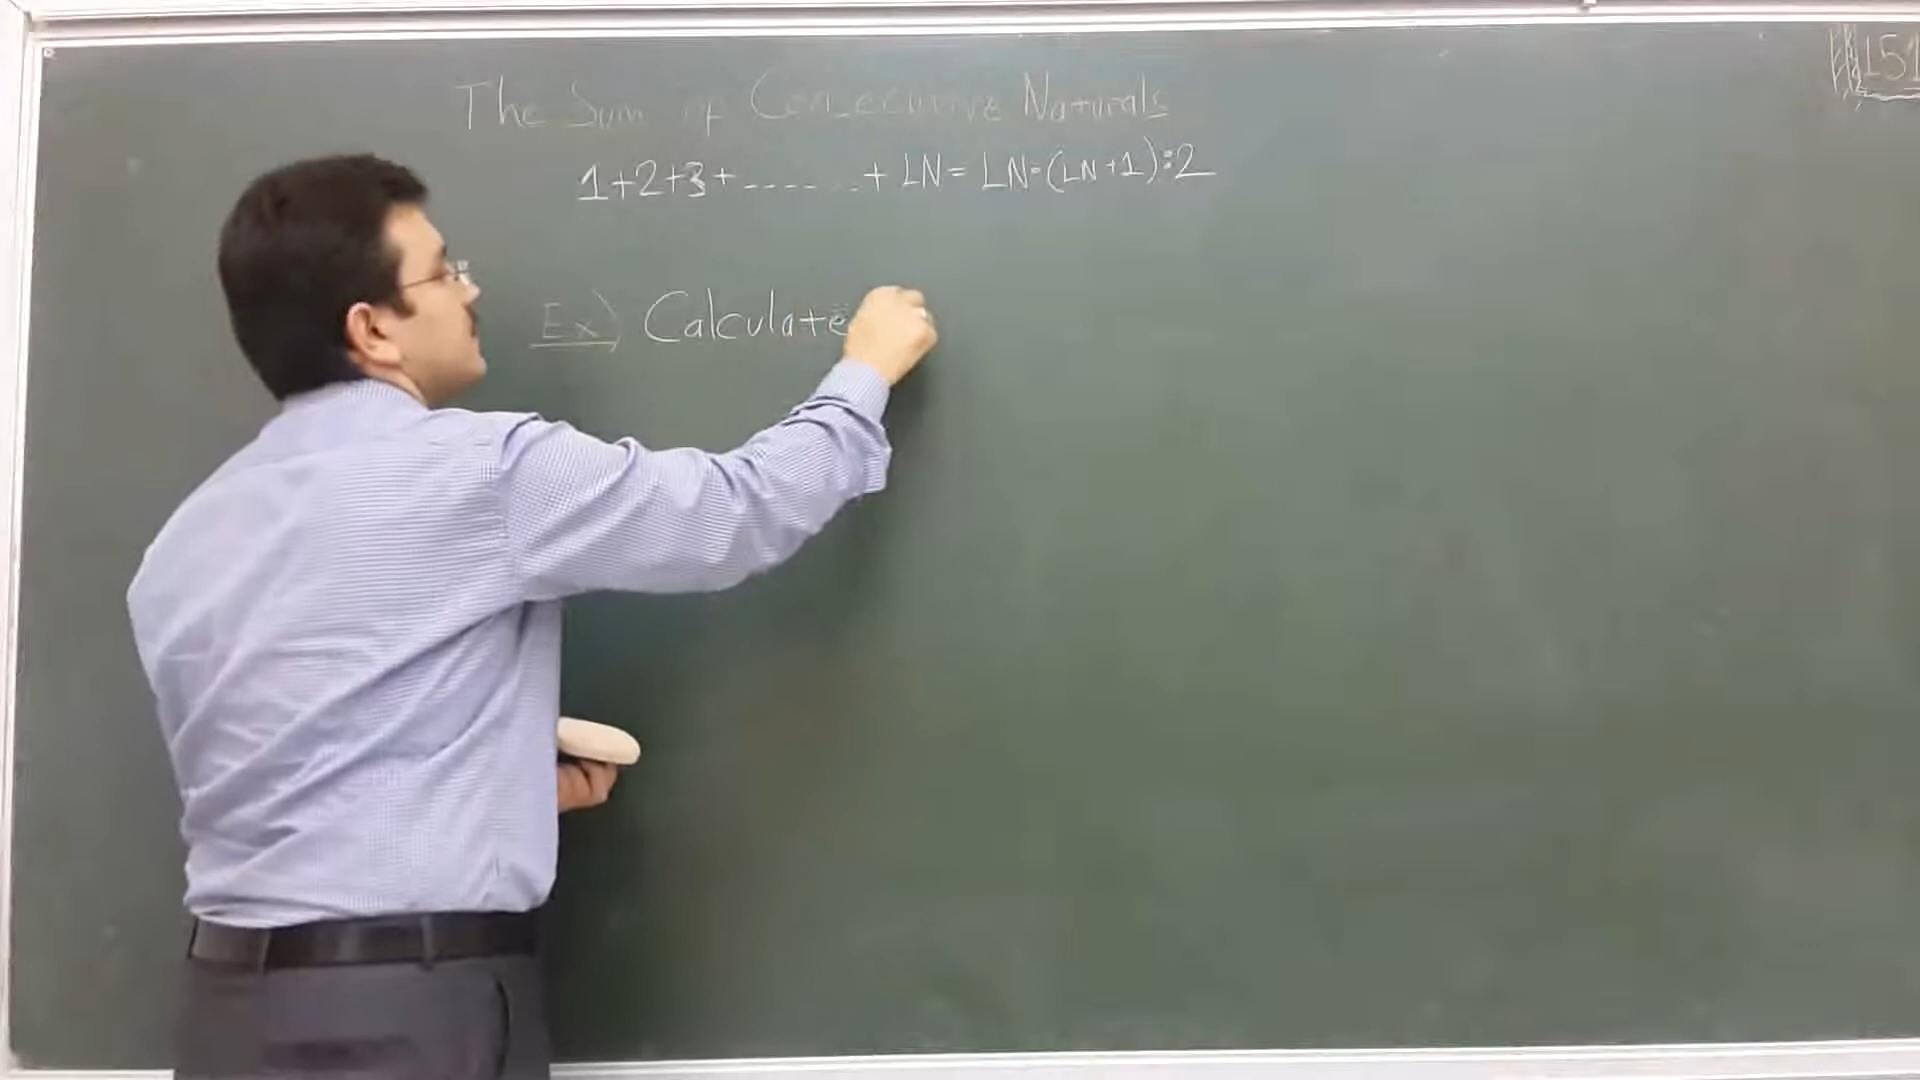 The Sum of Consecutive Naturals
1+2+3+-------+ LN = LN·(LN+1):2
Ex) Calculate
151